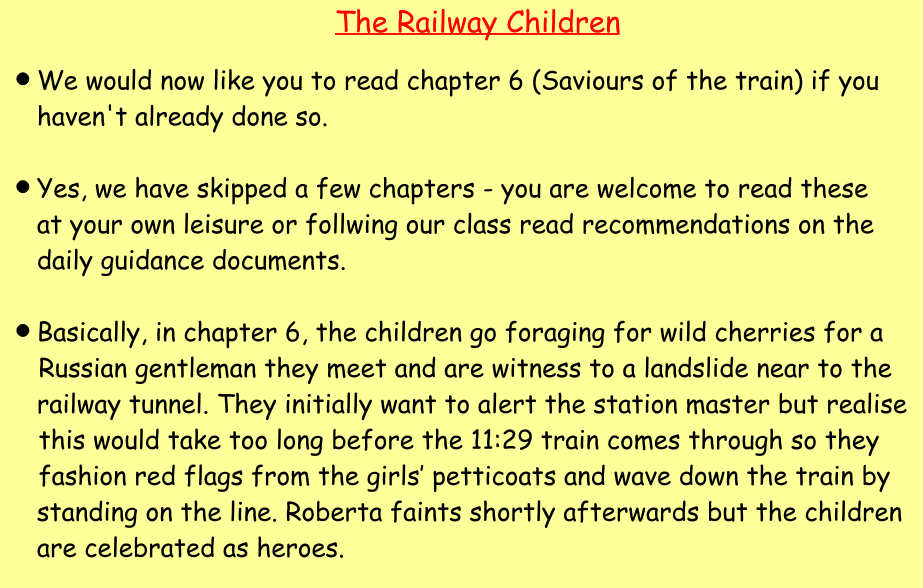 The Railway Children
• We would now like you to read chapter 6 (Saviours of the train) if you
haven't already done so.
• Yes, we have skipped a few chapters - you are welcome to read these
at your own leisure or follwing our class read recommendations on the
daily guidance documents.
• Basically, in chapter 6, the children go foraging for wild cherries for a
Russian gentleman they meet and are witness to a landslide near to the
railway tunnel. They initially want to alert the station master but realise
this would take too long before the 11:29 train comes through so they
fashion red flags from the girls’ petticoats and wave down the train by
standing on the line. Roberta faints shortly afterwards but the children
are celebrated as heroes.